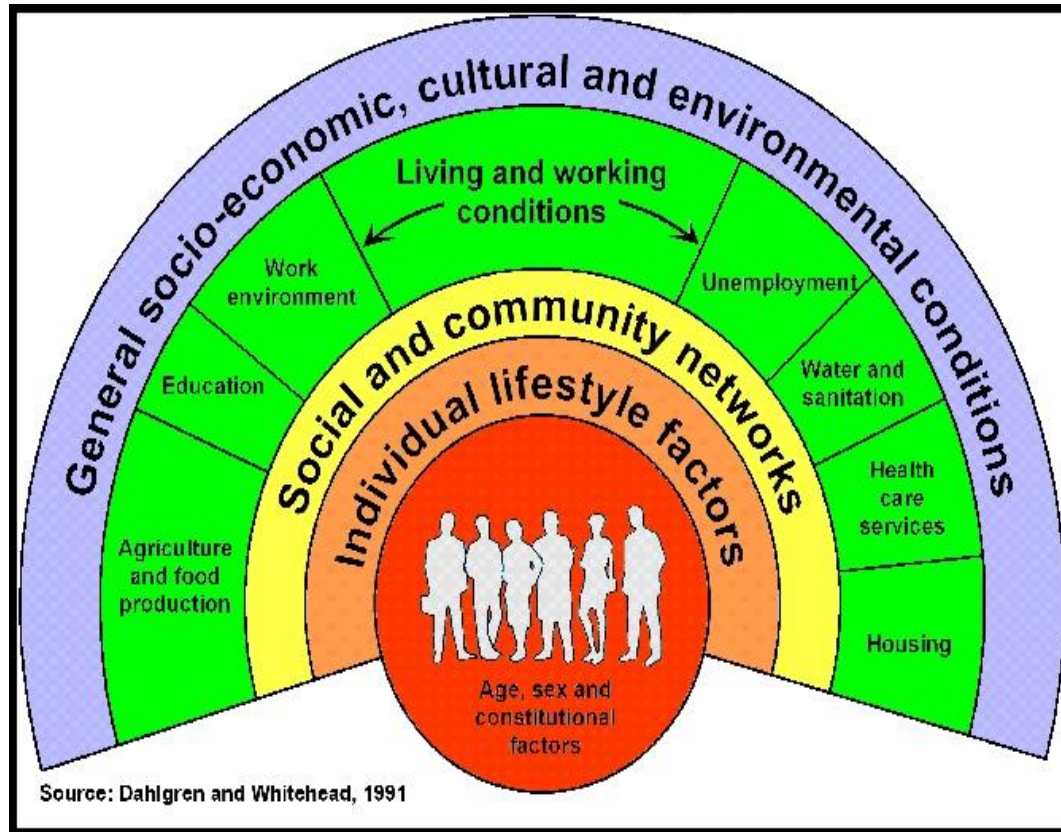 General socio-economic, cultural and environmental conditions
Living and working
conditions
Work
environment
Unemployment
Education
Water and
sanitation
Agriculture
and food
production
Health
care
services
Housing
Social and community networks
Individual lifestyle factors
Age, sex and
constitutional
factors
Source: Dahlgren and Whitehead, 1991